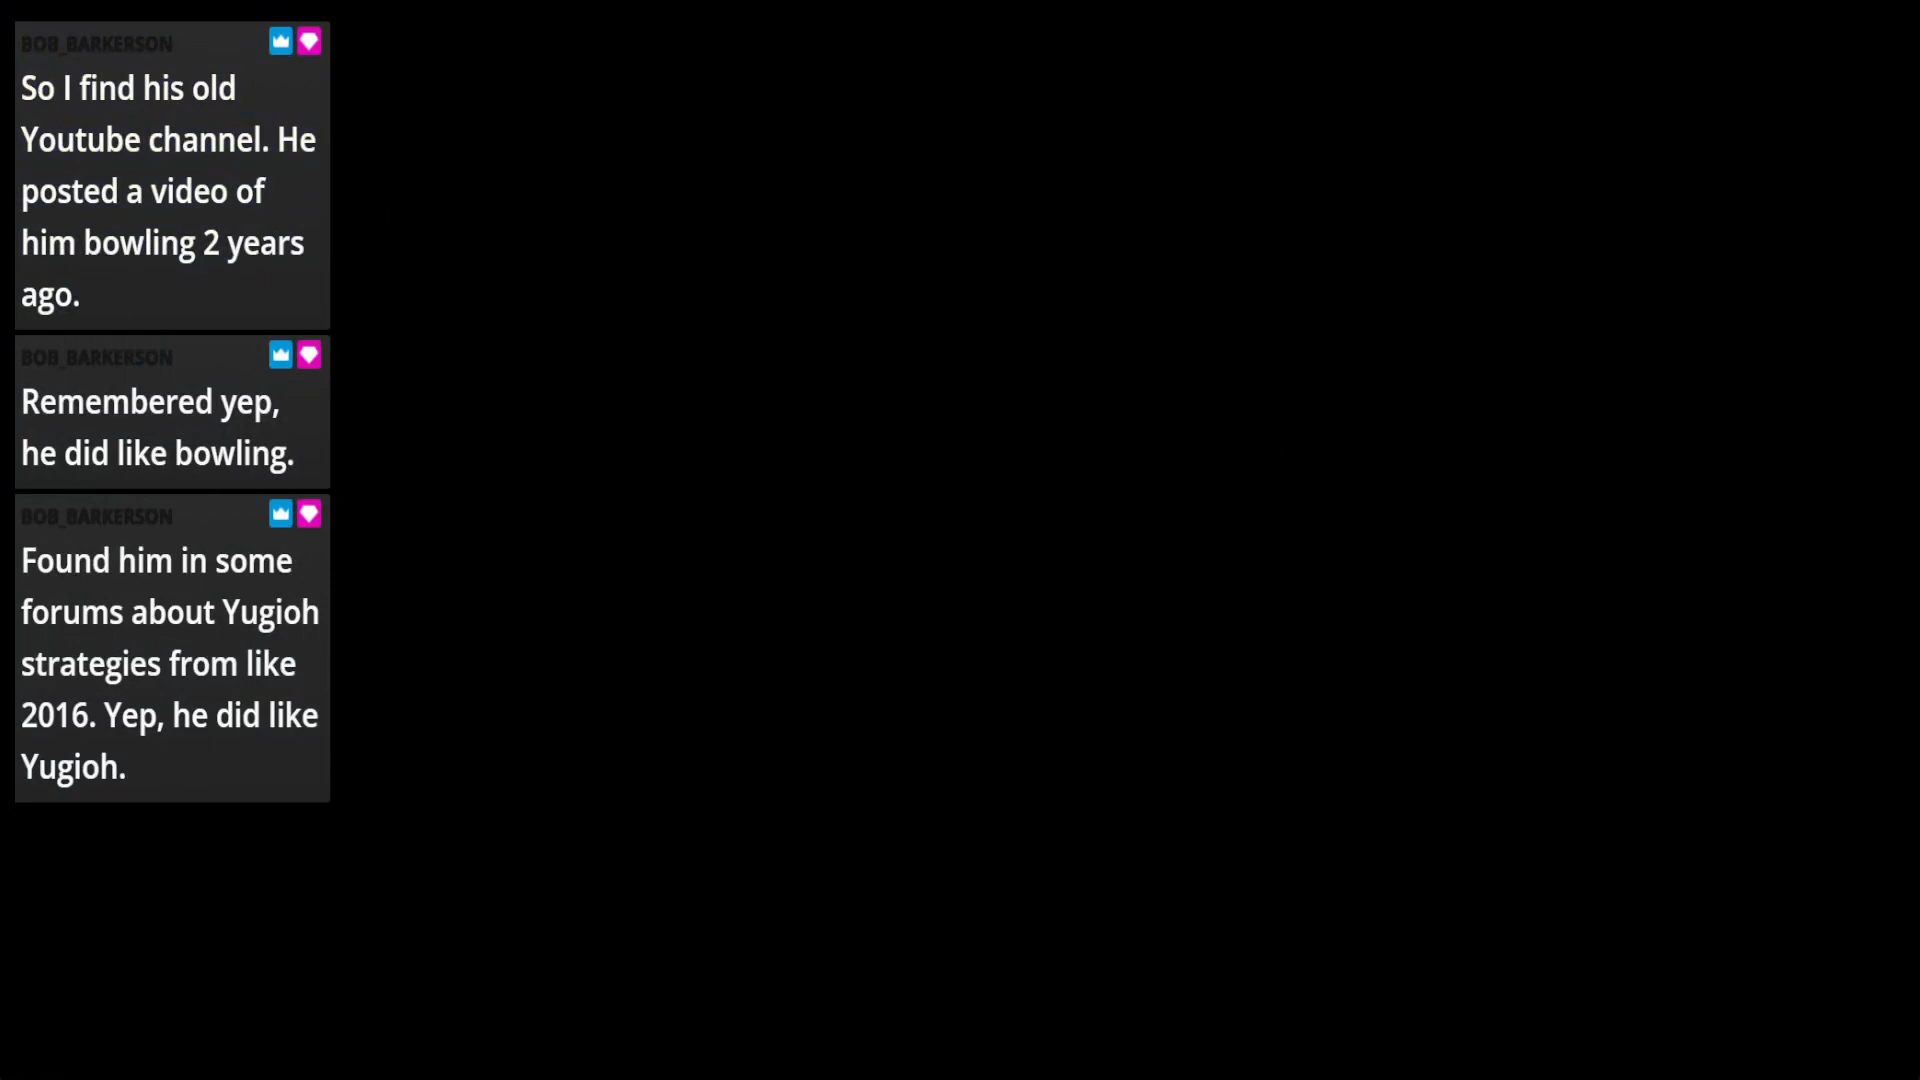 BOB_BARKERSON
So I find his old
Youtube channel. He
posted a video of
him bowling 2 years
ago.
BOB_BARKERSON
Remembered yep,
he did like bowling.
BOB_BARKERSON
Found him in some
forums about Yugioh
strategies from like
2016. Yep, he did like
Yugioh.